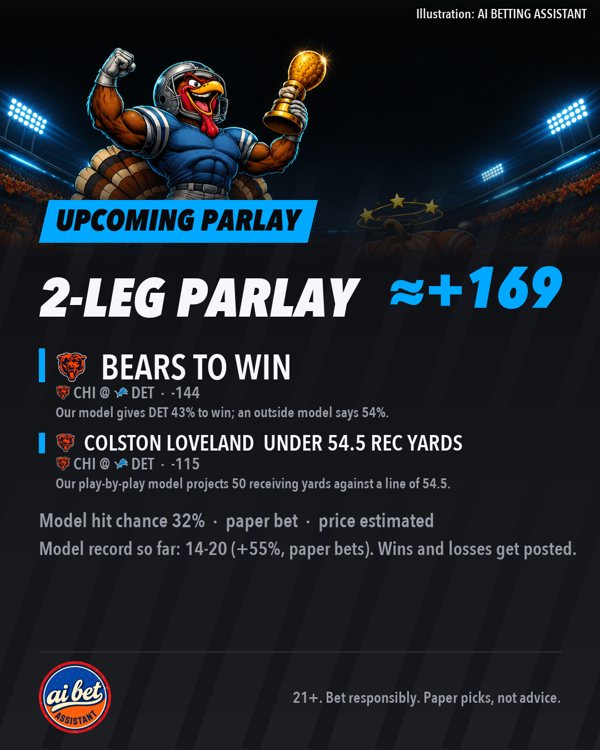 Illustration: AI BETTING ASSISTANT
UPCOMING PARLAY
2-LEG PARLAY ≈+169
BEARS TO WIN
CHI @ DET · -144
Our model gives DET 43% to win; an outside model says 54%.
COLSTON LOVELAND UNDER 54.5 REC YARDS
CHI @ DET · -115
Our play-by-play model projects 50 receiving yards against a line of 54.5.
Model hit chance 32% · paper bet · price estimated
Model record so far: 14-20 (+55%, paper bets). Wins and losses get posted.
ai bet
ASSISTANT
21+. Bet responsibly. Paper picks, not advice.